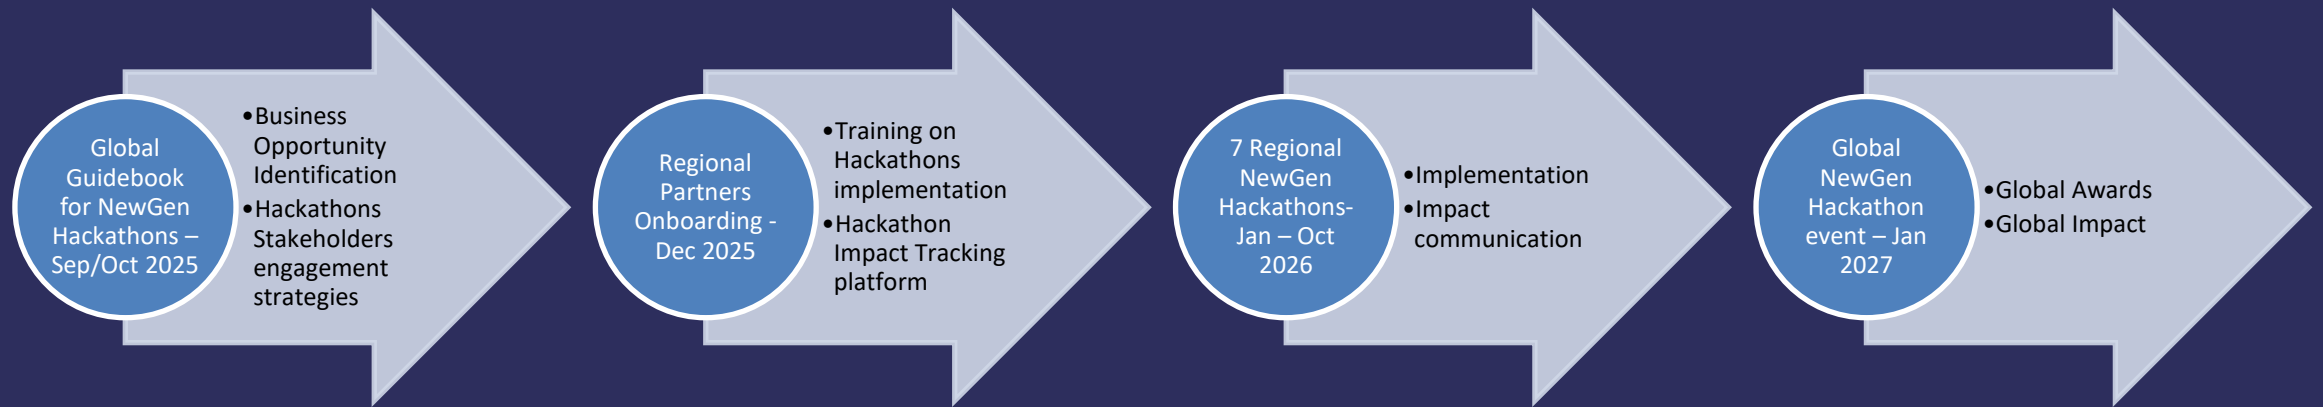 Global
Guidebook
for NewGen
Hackathons –
Sep/Oct 2025
•Business
Opportunity
Identification
•Hackathons
Stakeholders
engagement
strategies
Regional
Partners
Onboarding -
Dec 2025
•Training on
Hackathons
implementation
•Hackathon
Impact Tracking
platform
7 Regional
NewGen
Hackathons-
Jan – Oct
2026
•Implementation
•Impact
communication
Global
NewGen
Hackathon
event – Jan
2027
•Global Awards
•Global Impact